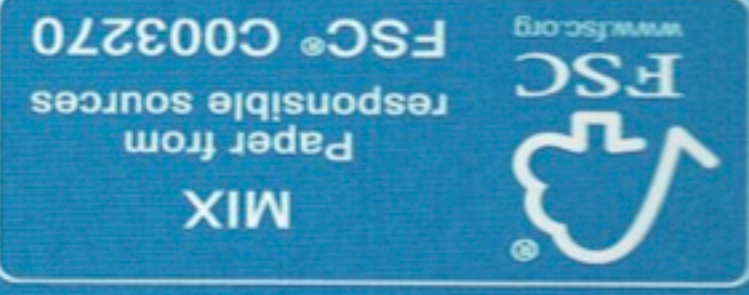 ®
FSC
www.fsc.org
MIX
Paper from
responsible sources
FSC® C003270